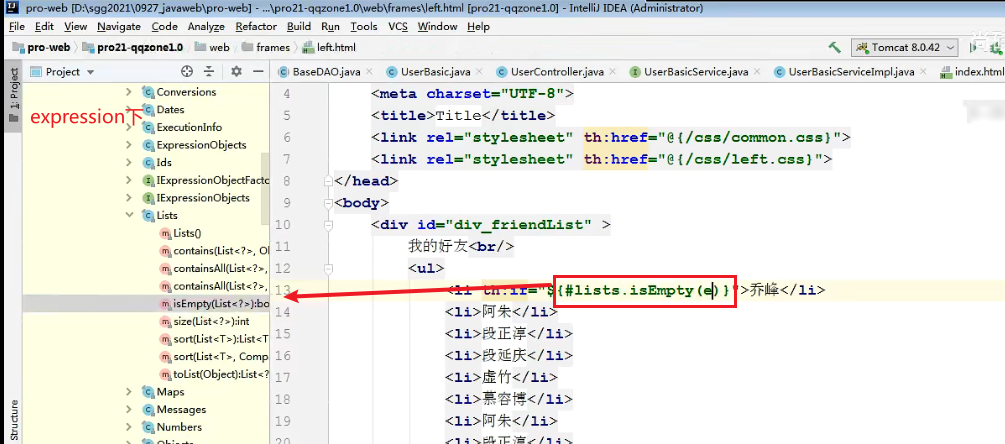 pro-web [D:\sgg2021\0927_javaweb\pro-web] - ...\pro21-qqzone1.0\web\frames\left.html [pro21-qqzone1.0] - IntelliJ IDEA (Administrator)
File Edit View Navigate Code Analyze Refactor Build Run Tools VCS Window Help
pro-web pro21-qqzone1.0 web frames left.html Tomcat 8.0.42
1: Project
Project
BaseDAO.java UserBasic.java UserController.java UserBasicService.java UserBasicServiceImpl.java index.html
Conversions
Dates
expression下
ExecutionInfo
ExpressionObjects
Ids
IExpressionObjectFacto
IExpressionObjects
Lists
Lists()
contains(List<?>, Ob
containsAll(List<?>,
containsAll(List<?>,
isEmpty(List<?>):bo
size(List<?>):int
sort(List<T>):List<T
sort(List<T>, Compa
toList(Object):List<?
Maps
Messages
Numbers
Objects
Structure
4 <meta charset="UTF-8">
5 <title>Title</title>
6 <link rel="stylesheet" th:href="@{/css/common.css}">
7 <link rel="stylesheet" th:href="@{/css/left.css}">
8 </head>
9 <body>
10 <div id="div_friendList" >
11 我的好友<br/>
12 <ul>
13 <li th:if="${#lists.isEmpty(e)}">乔峰</li>
14 <li>阿朱</li>
15 <li>段正淳</li>
16 <li>段延庆</li>
17 <li>虚竹</li>
18 <li>慕容博</li>
19 <li>阿朱</li>
20 <li>段正淳</li>